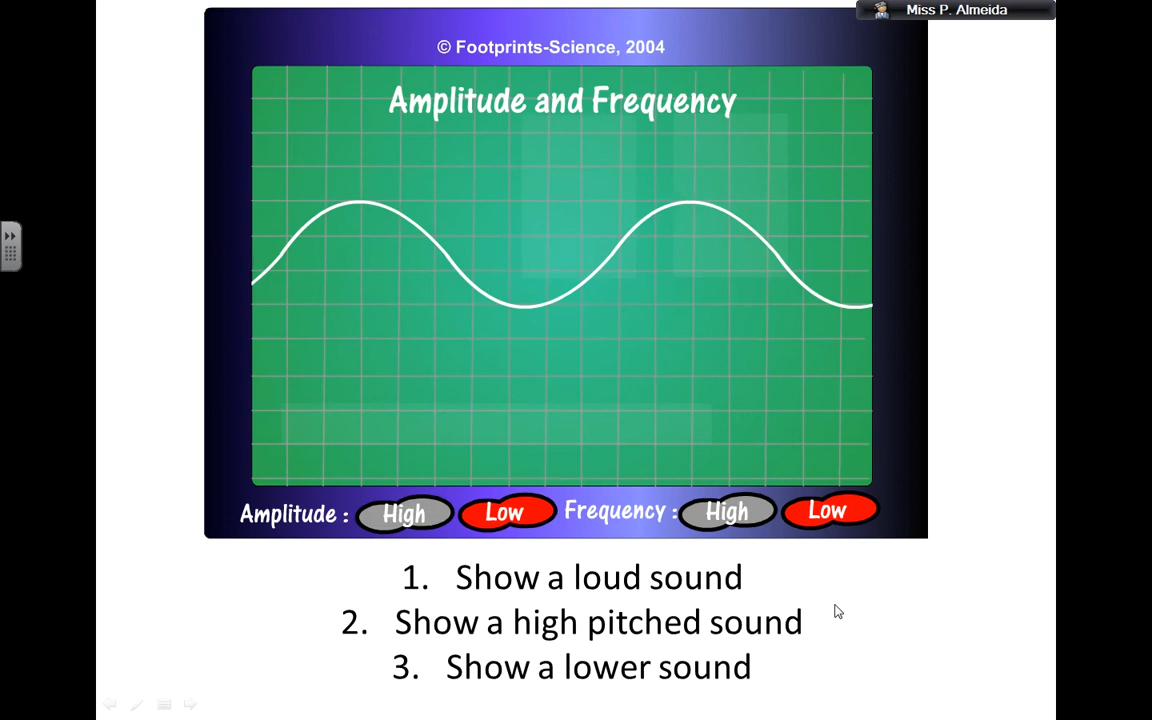 Miss P. Almeida
© Footprints-Science, 2004
Amplitude and Frequency
Amplitude : High Low Frequency : High Low
1. Show a loud sound
2. Show a high pitched sound
3. Show a lower sound